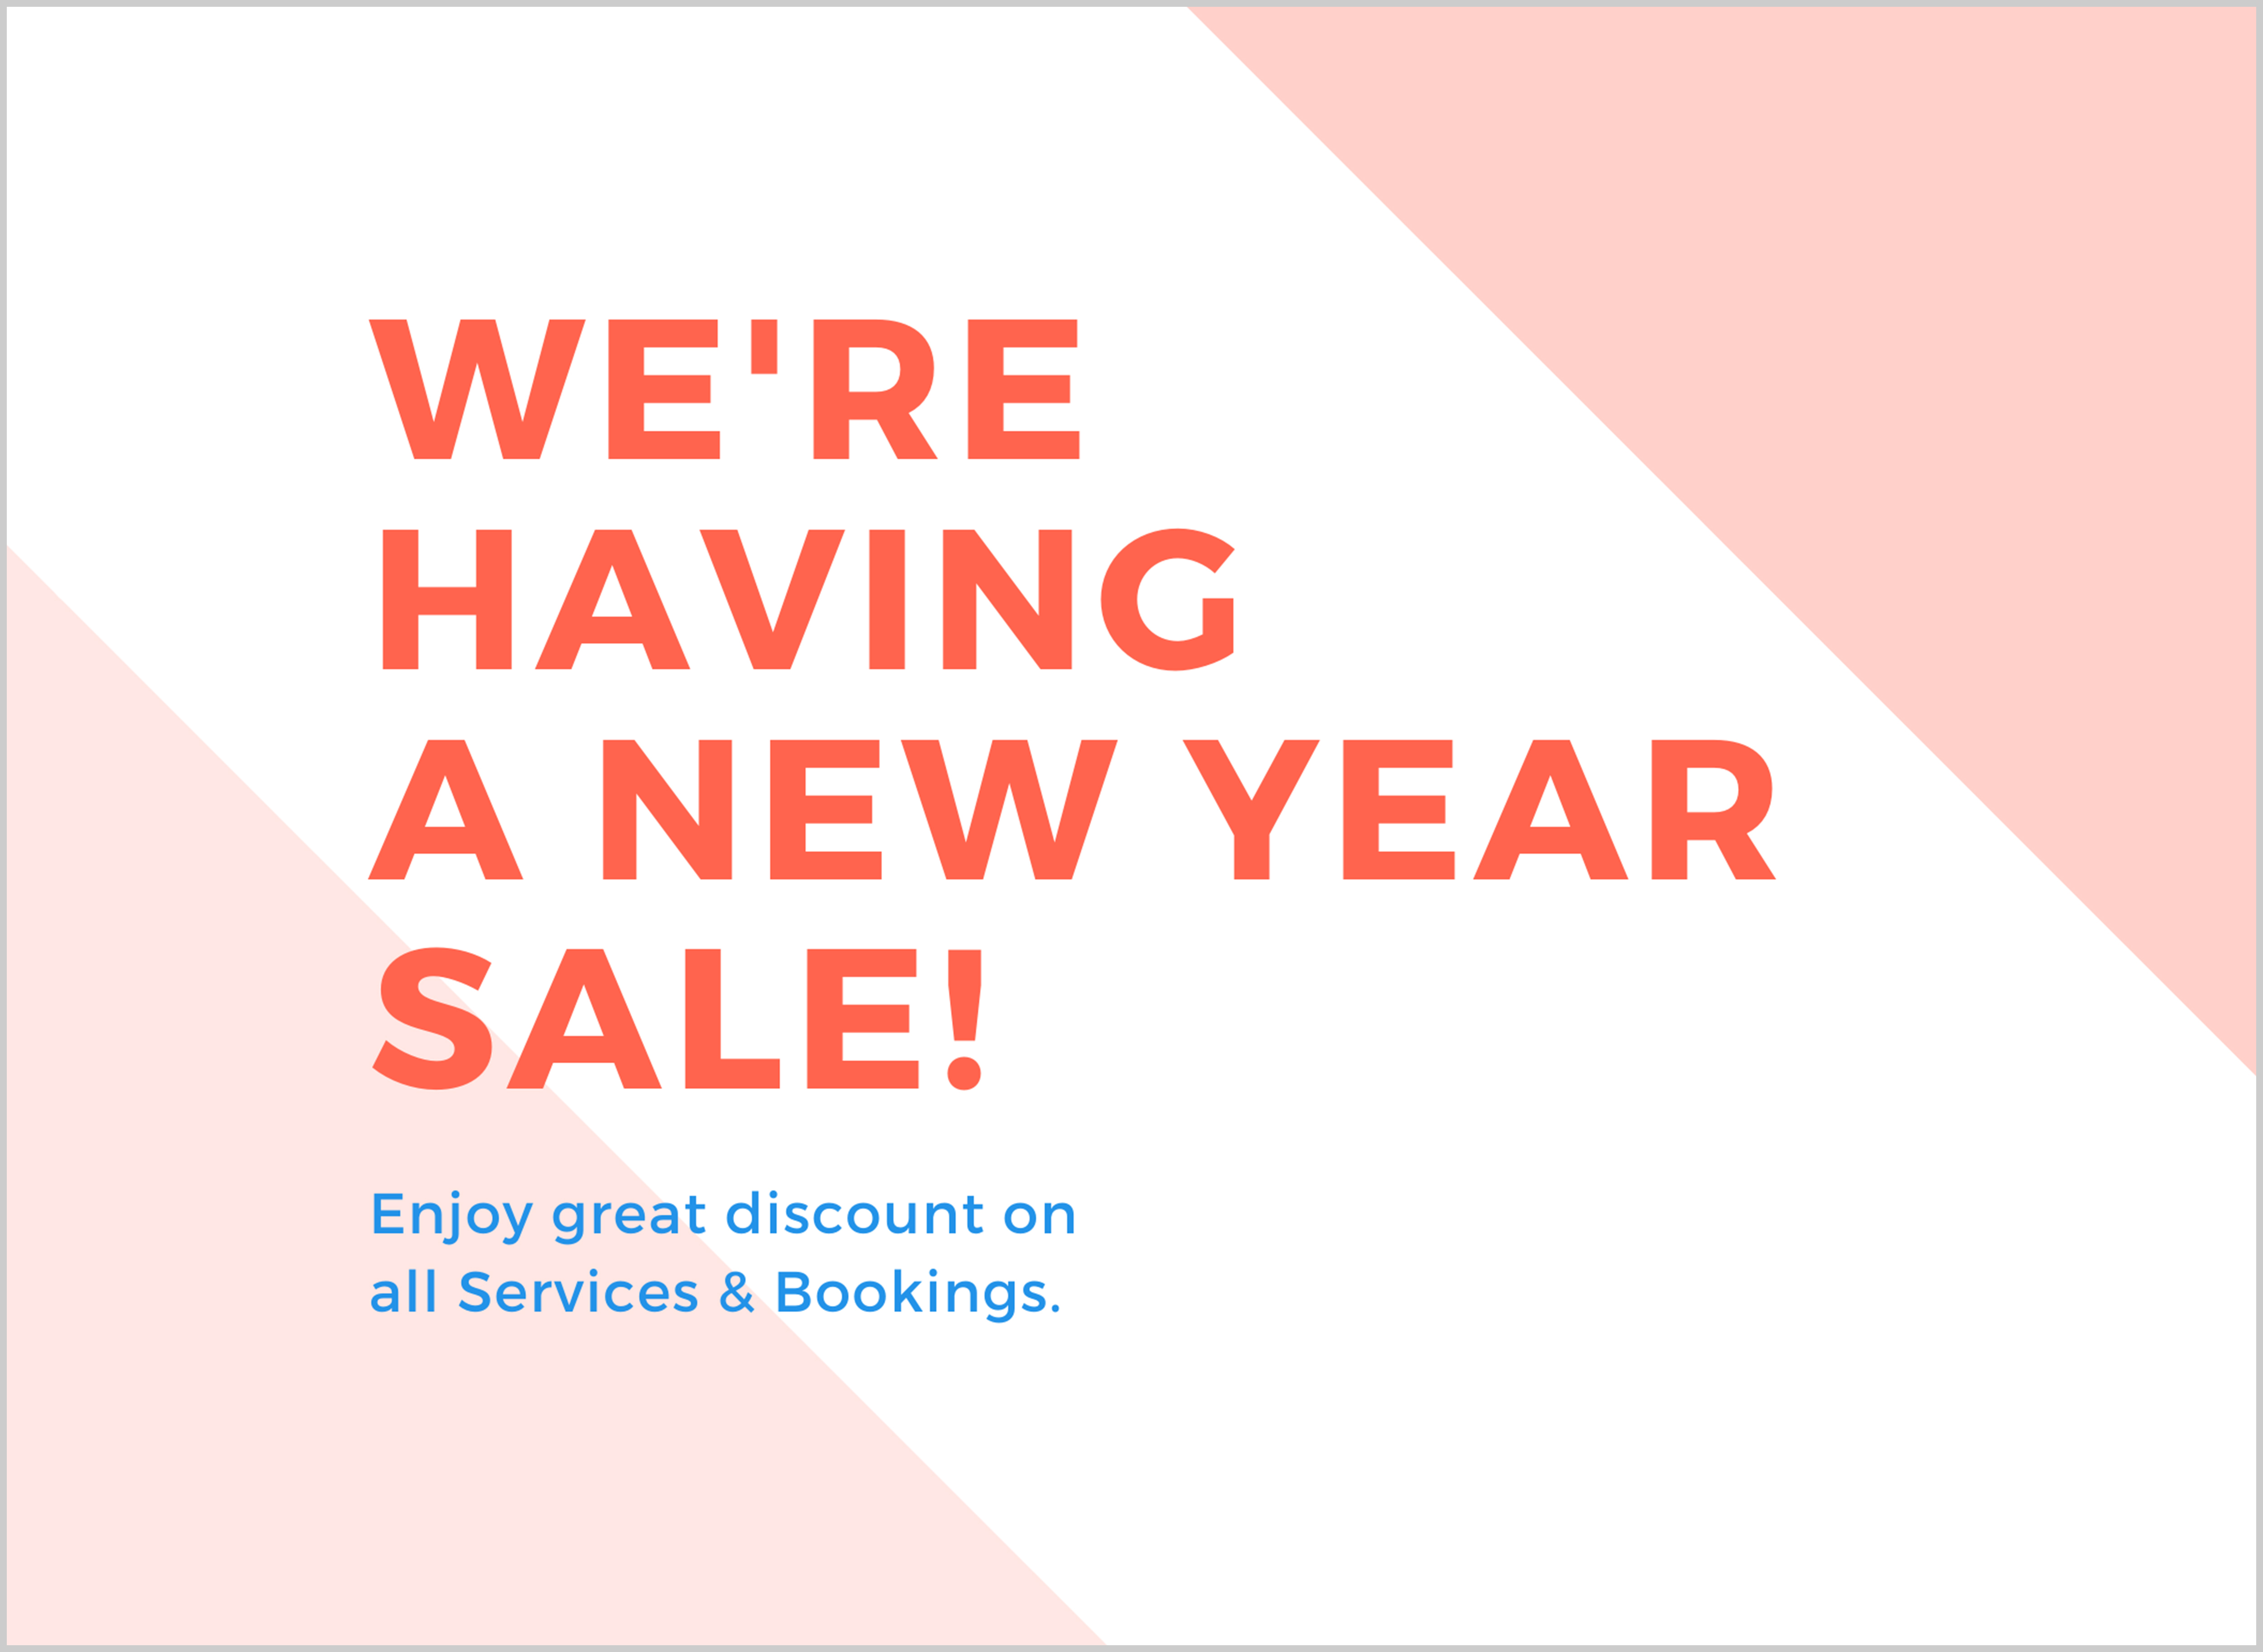 WE'RE
HAVING
A NEW YEAR
SALE!
Enjoy great discount on
all Services & Bookings.